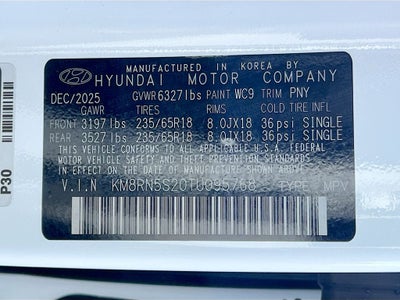 MANUFACTURED IN KOREA BY
HYUNDAI MOTOR COMPANY
DEC/2025 GVWR 6327lbs PAINT WC9 TRIM PNY
GAWR TIRES RIMS COLD TIRE INFL
FRONT 3197lbs 235/65R18 8.0JX18 36psi SINGLE
REAR 3527lbs 235/65R18 8.0JX18 36psi SINGLE
THIS VEHICLE CONFORMS TO ALL APPLICABLE U.S.A. FEDERAL
MOTOR VEHICLE SAFETY STANDARDS IN EFFECT ON THE DATE OF
MANUFACTURE SHOWN ABOVE.
V.I.N KM8RN5S20TU095768 TYPE MPV
P30